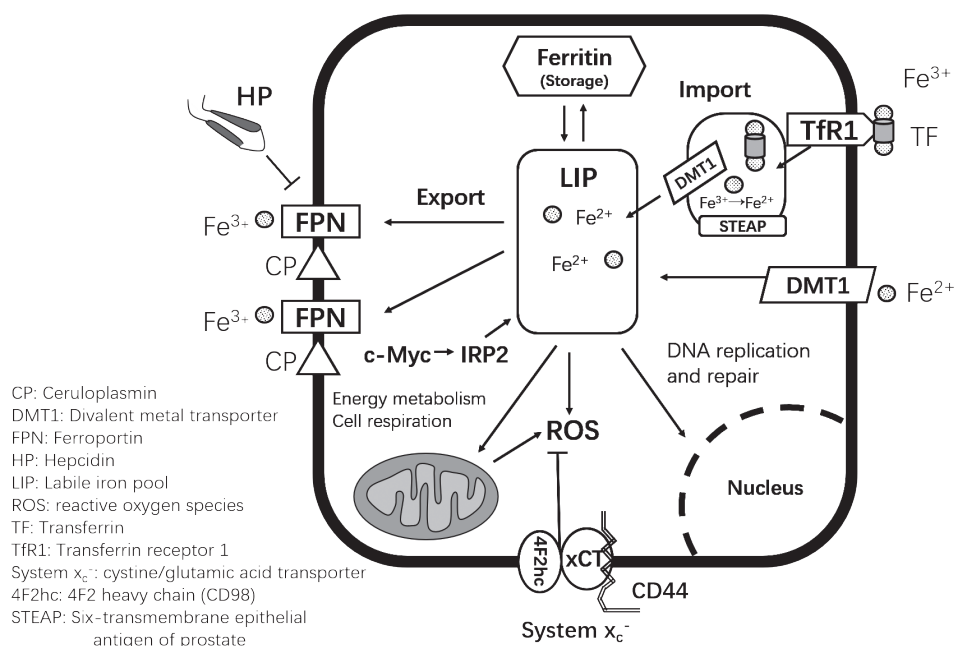 Ferritin
(Storage)
HP
Import
Fe³⁺
TfR1
TF
DMT1
Fe³⁺→Fe²⁺
STEAP
LIP
Fe²⁺
Fe²⁺
Export
Fe³⁺
FPN
CP
DMT1
Fe²⁺
Fe³⁺
FPN
CP
c-Myc
IRP2
DNA replication
and repair
Energy metabolism
Cell respiration
ROS
Nucleus
4F2hc
xCT
CD44
System xc⁻
CP: Ceruloplasmin
DMT1: Divalent metal transporter
FPN: Ferroportin
HP: Hepcidin
LIP: Labile iron pool
ROS: reactive oxygen species
TF: Transferrin
TfR1: Transferrin receptor 1
System xc⁻: cystine/glutamic acid transporter
4F2hc: 4F2 heavy chain (CD98)
STEAP: Six-transmembrane epithelial
antigen of prostate